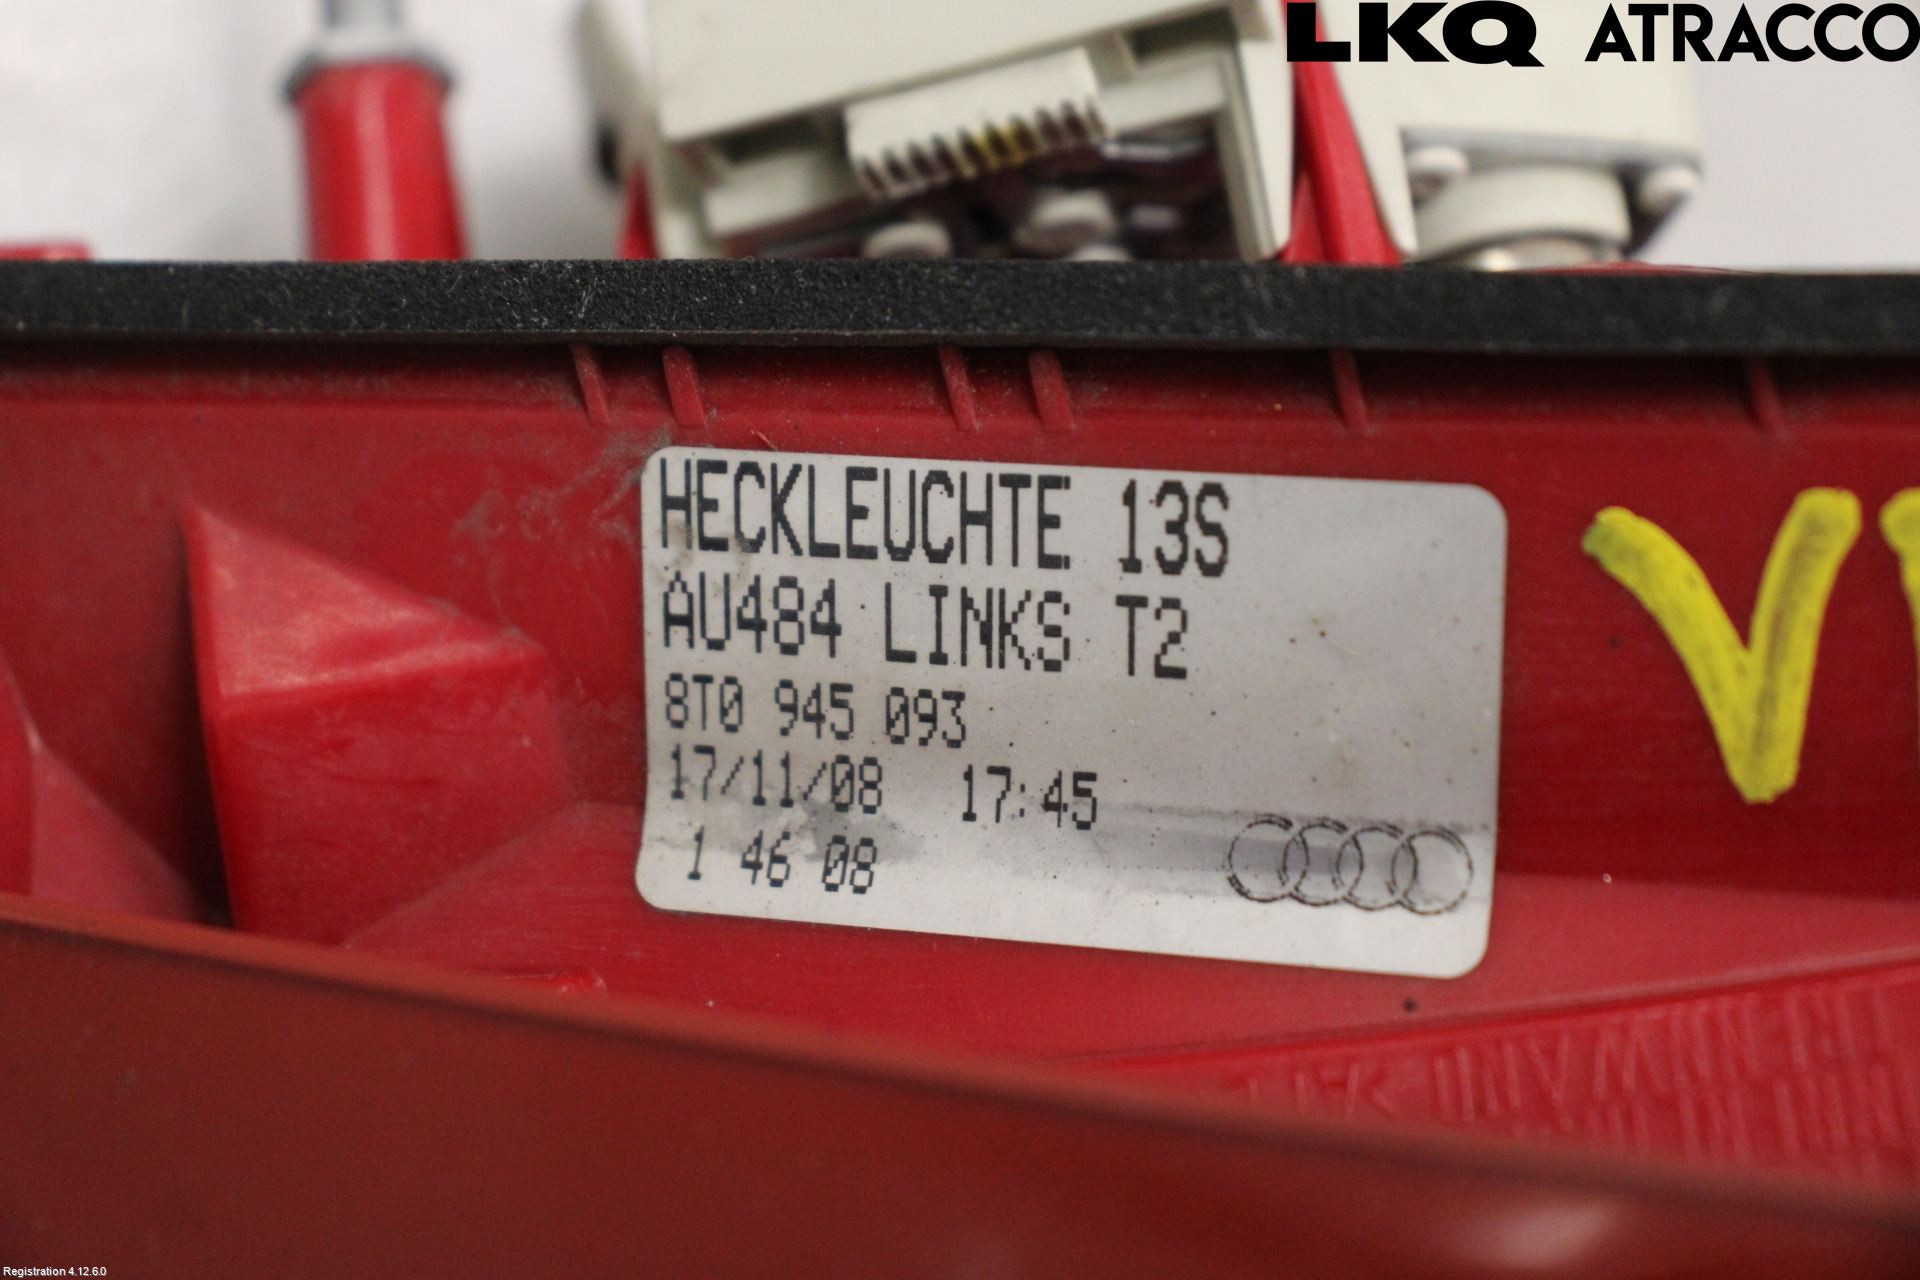 LKQ ATRACCO
HECKLEUCHTE 13S
AU484 LINKS T2
8T0 945 093
17/11/08 17:45
1 46 08
Registration 4.12.6.0